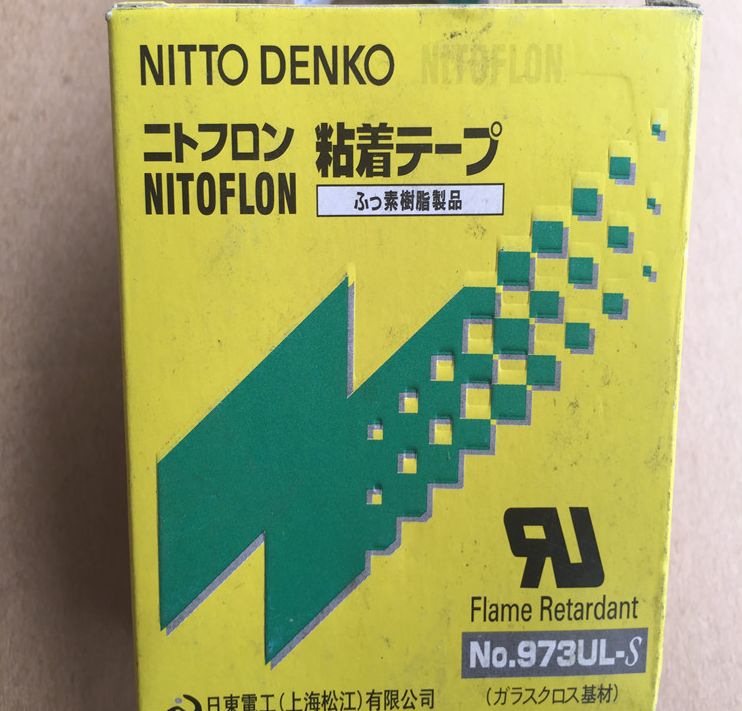 NITTO DENKO NITOFLON
ニトフロン 粘着テープ
NITOFLON ふっ素樹脂製品
RU
Flame Retardant
No.973UL-S
日東電工(上海松江)有限公司
(ガラスクロス基材)